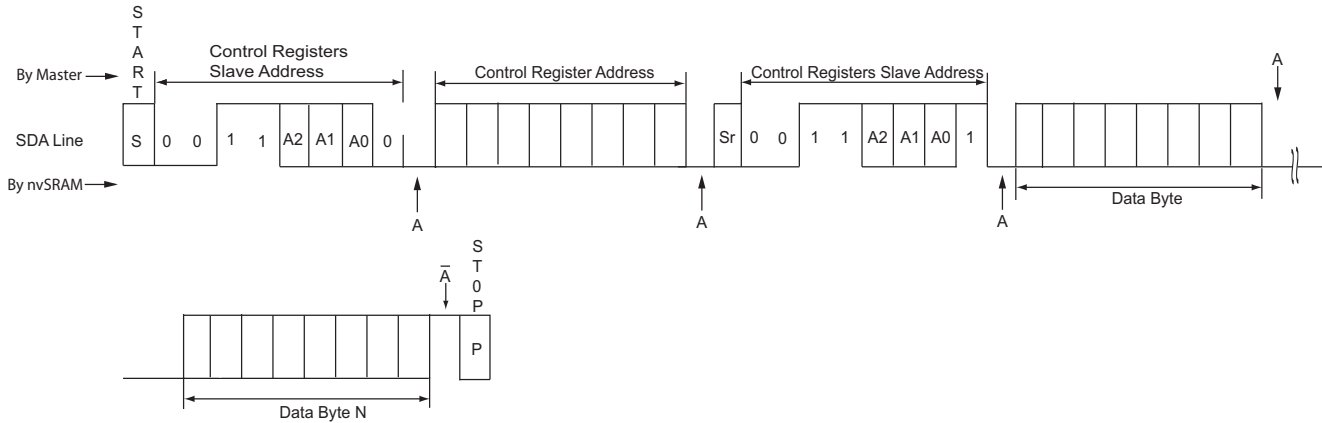 START
Control Registers
Slave Address
By Master
Control Register Address
Control Registers Slave Address
A
SDA Line
S 0 0 1 1 A2 A1 A0 0
Sr 0 0 1 1 A2 A1 A0 1
By nvSRAM
A
A
A
Data Byte
ST0P
A̅
P
Data Byte N